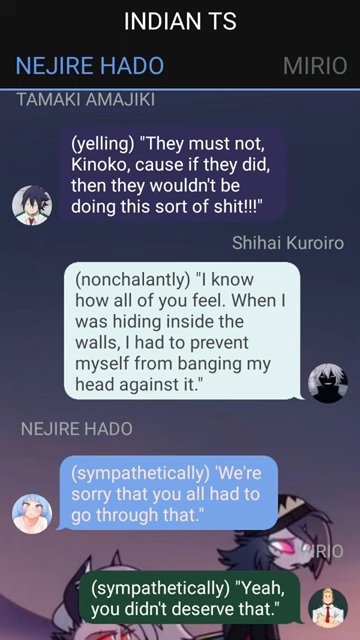 INDIAN TS
NEJIRE HADO
MIRIO
TAMAKI AMAJIKI
(yelling) "They must not,
Kinoko, cause if they did,
then they wouldn't be
doing this sort of shit!!!"
Shihai Kuroiro
(nonchalantly) "I know
how all of you feel. When I
was hiding inside the
walls, I had to prevent
myself from banging my
head against it."
NEJIRE HADO
(sympathetically) 'We're
sorry that you all had to
go through that."
MIRIO
(sympathetically) "Yeah,
you didn't deserve that."